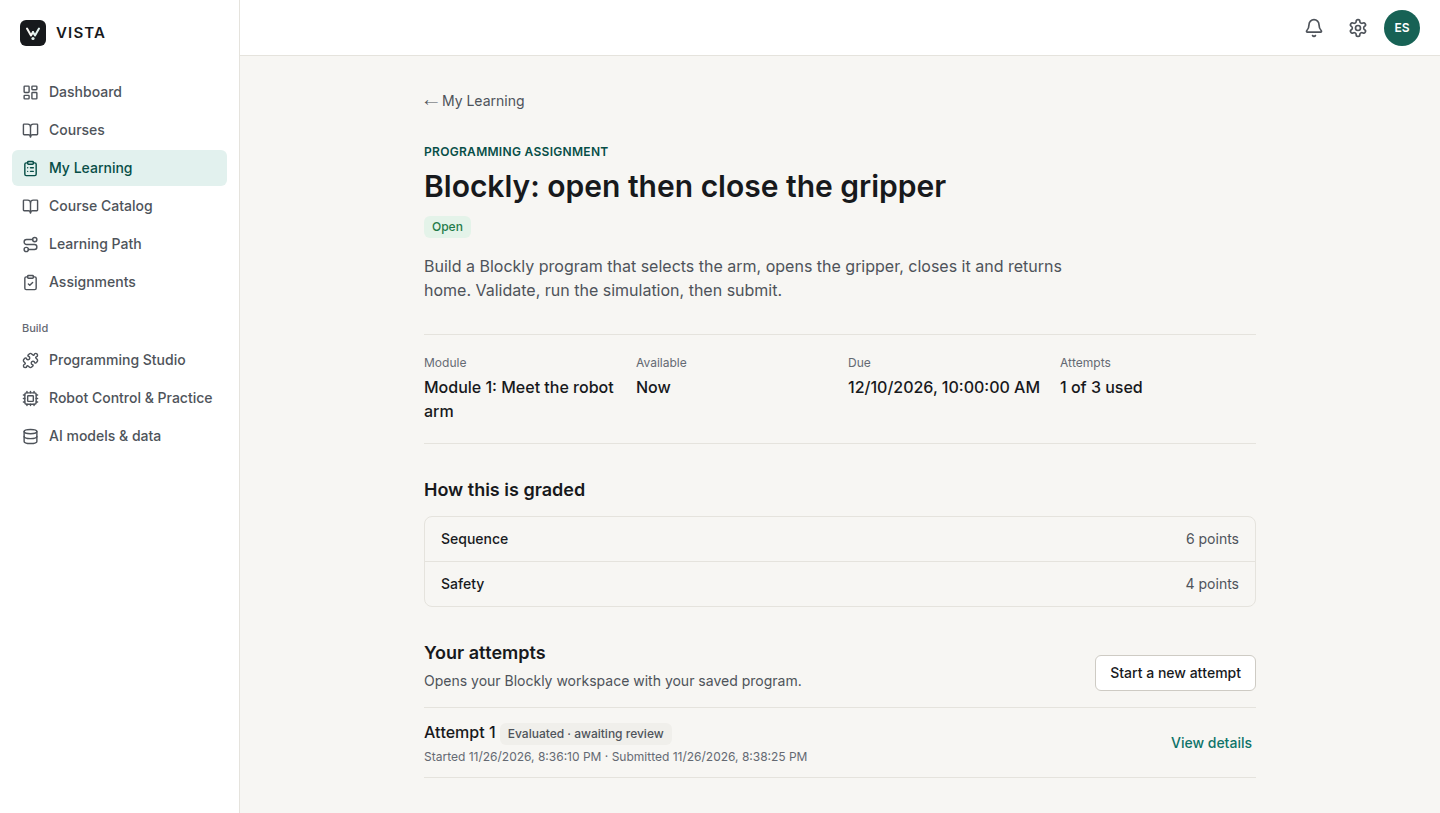 VISTA
ES
Dashboard
Courses
My Learning
Course Catalog
Learning Path
Assignments
Build
Programming Studio
Robot Control & Practice
AI models & data
← My Learning
PROGRAMMING ASSIGNMENT
Blockly: open then close the gripper
Open
Build a Blockly program that selects the arm, opens the gripper, closes it and returns
home. Validate, run the simulation, then submit.
Module
Module 1: Meet the robot
arm
Available
Now
Due
12/10/2026, 10:00:00 AM
Attempts
1 of 3 used
How this is graded
Sequence
6 points
Safety
4 points
Your attempts
Opens your Blockly workspace with your saved program.
Start a new attempt
Attempt 1 Evaluated · awaiting review
Started 11/26/2026, 8:36:10 PM · Submitted 11/26/2026, 8:38:25 PM
View details